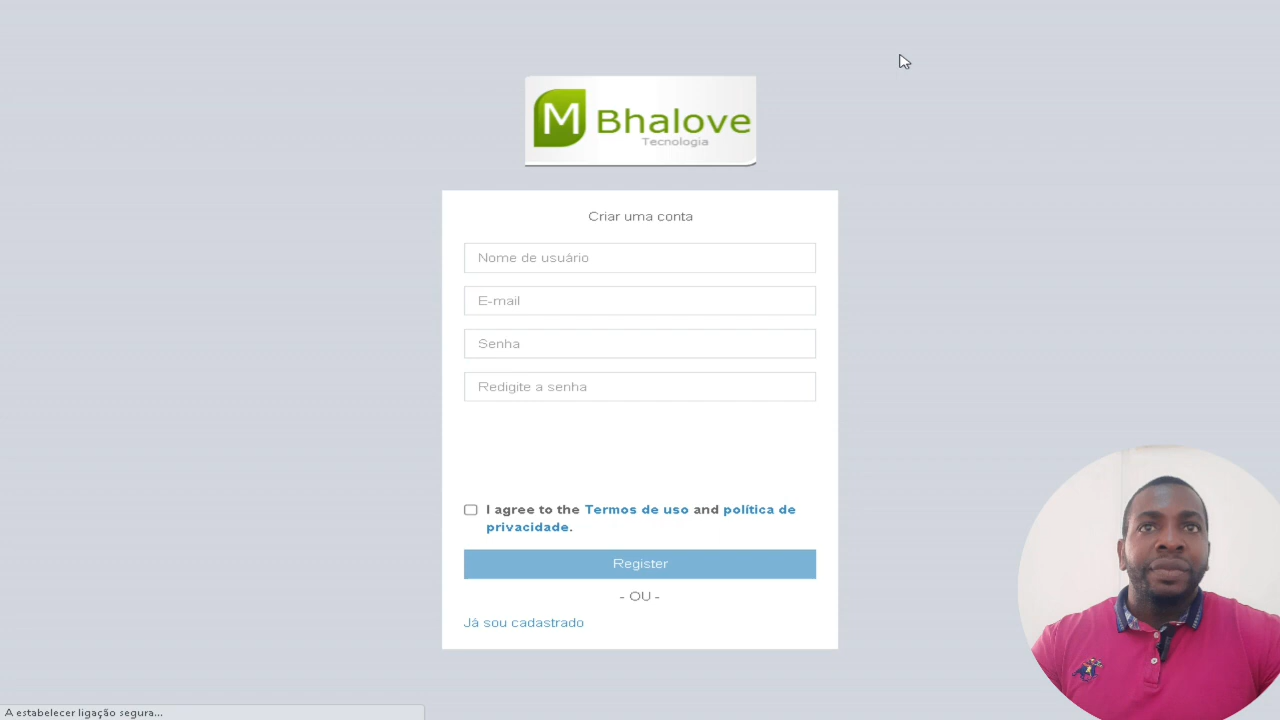 M Bhalove
Tecnologia
Criar uma conta
Nome de usuário
E-mail
Senha
Redigite a senha
I agree to the Termos de uso and política de
privacidade.
Register
- OU -
Já sou cadastrado
A estabelecer ligação segura...